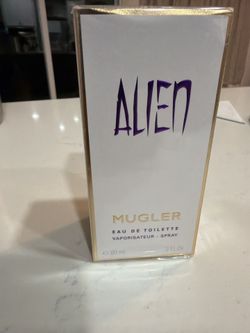 ALIEN
MUGLER
EAU DE TOILETTE
VAPORISATEUR - SPRAY